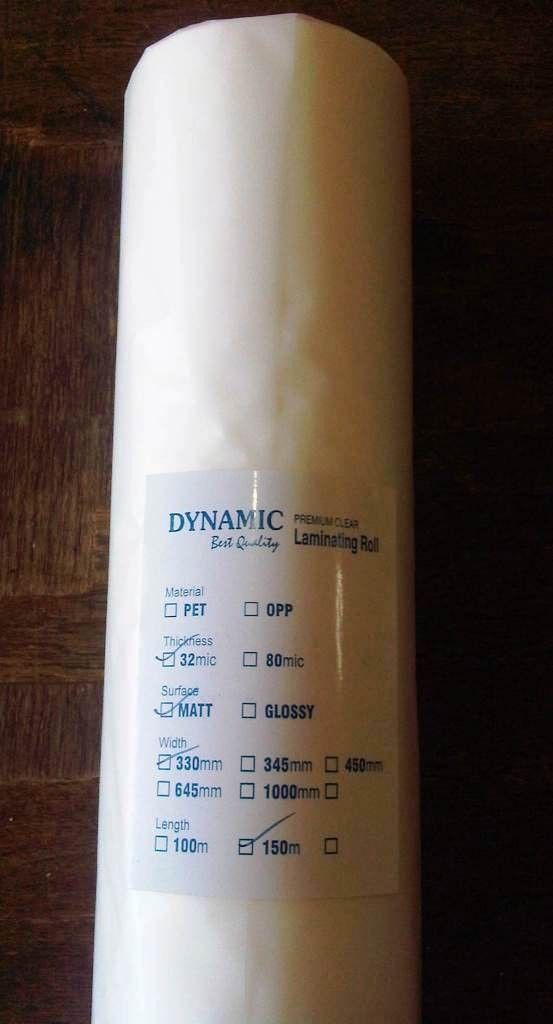 DYNAMIC
Best Quality
PREMIUM CLEAR
Laminating Roll
Material
☐ PET ☐ OPP
Thickness
☑ 32mic ☐ 80mic
Surface
☑ MATT ☐ GLOSSY
Width
☑ 330mm ☐ 345mm ☐ 450mm
☐ 645mm ☐ 1000mm ☐
Length
☐ 100m ☑ 150m ☐